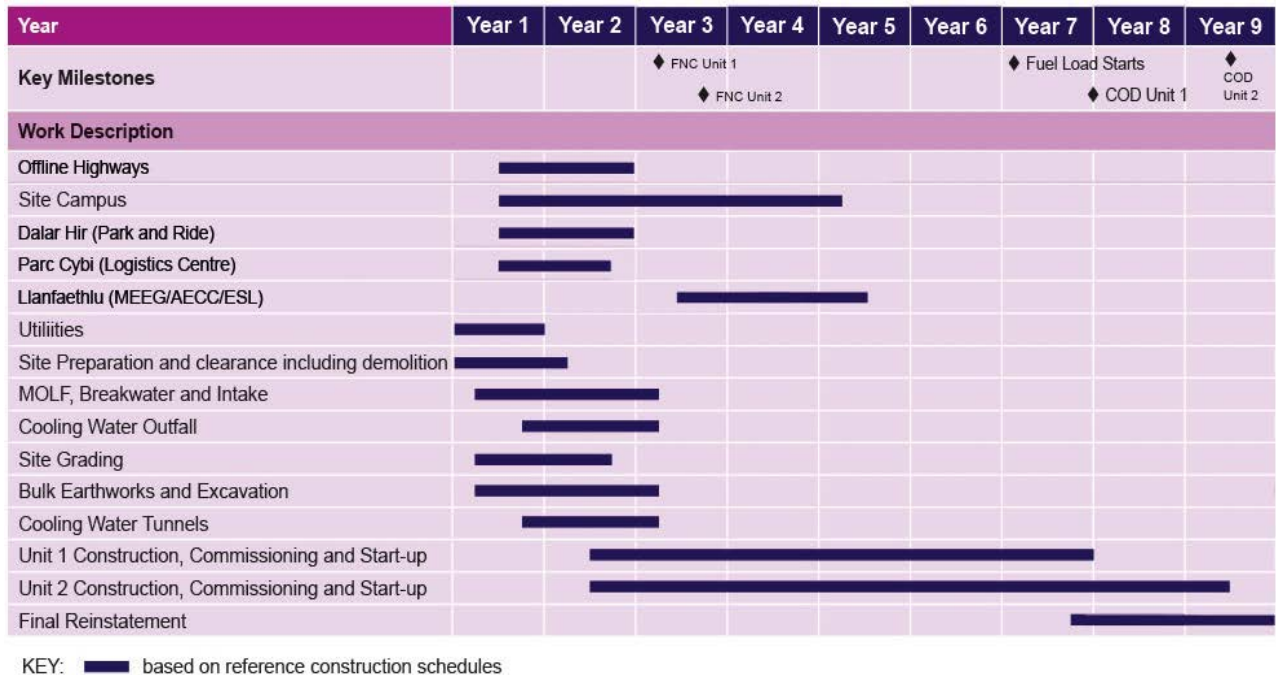 Year Year 1 Year 2 Year 3 Year 4 Year 5 Year 6 Year 7 Year 8 Year 9
Key Milestones
FNC Unit 1
FNC Unit 2
Fuel Load Starts
COD Unit 1
COD
Unit 2
Work Description
Offline Highways
Site Campus
Dalar Hir (Park and Ride)
Parc Cybi (Logistics Centre)
Llanfaethlu (MEEG/AECC/ESL)
Utiliities
Site Preparation and clearance including demolition
MOLF, Breakwater and Intake
Cooling Water Outfall
Site Grading
Bulk Earthworks and Excavation
Cooling Water Tunnels
Unit 1 Construction, Commissioning and Start-up
Unit 2 Construction, Commissioning and Start-up
Final Reinstatement
KEY: based on reference construction schedules